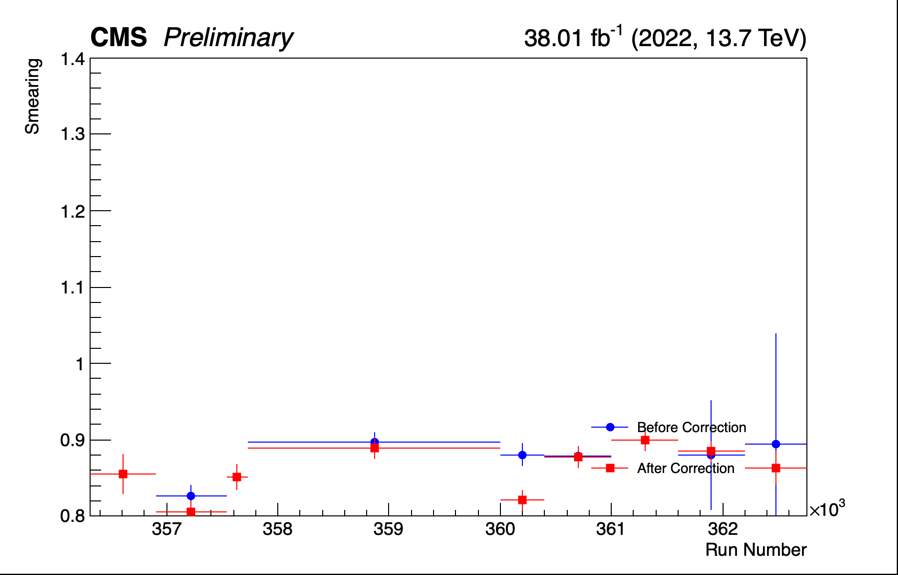 CMS Preliminary 38.01 fb⁻¹ (2022, 13.7 TeV)
Smearing
1.4
1.3
1.2
1.1
1
0.9
0.8
Before Correction
After Correction
357 358 359 360 361 362 ×10³
Run Number